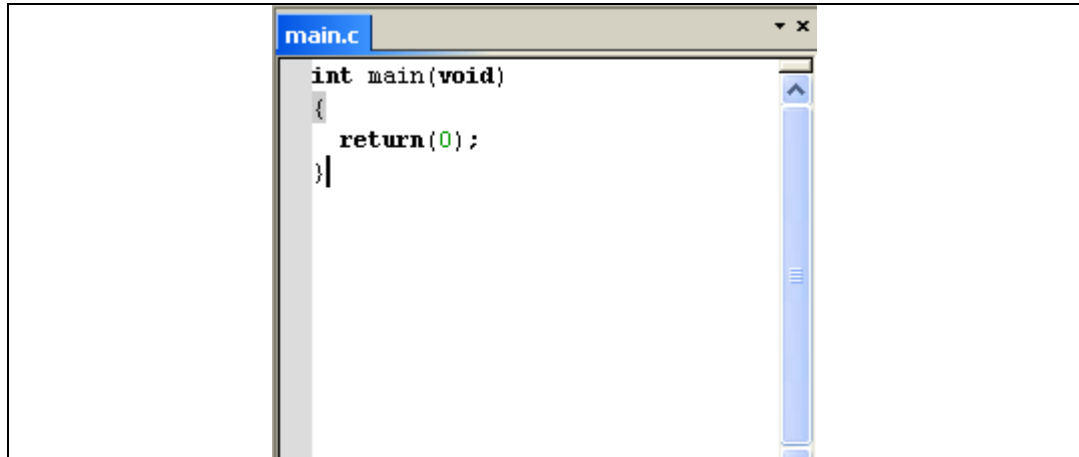 main.c
int main(void)
{
  return(0);
}